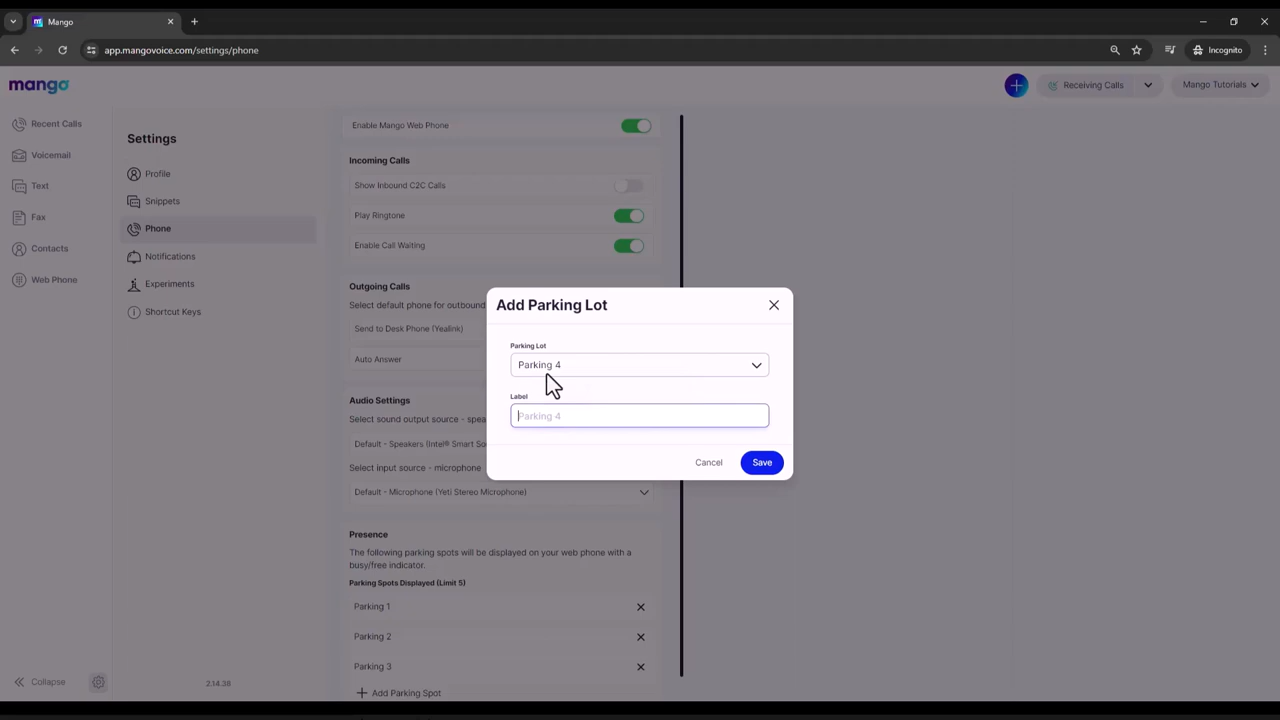 Mango
app.mangovoice.com/settings/phone
Incognito
mango
Receiving Calls
Mango Tutorials
Recent Calls
Voicemail
Text
Fax
Contacts
Web Phone
Collapse
Settings
Profile
Snippets
Phone
Notifications
Experiments
Shortcut Keys
2.14.38
Enable Mango Web Phone
Incoming Calls
Show Inbound C2C Calls
Play Ringtone
Enable Call Waiting
Outgoing Calls
Select default phone for outbound
Send to Desk Phone (Yealink)
Auto Answer
Audio Settings
Select sound output source - spea
Default - Speakers (Intel® Smart So
Select input source - microphone
Default - Microphone (Yeti Stereo Microphone)
Presence
The following parking spots will be displayed on your web phone with a
busy/free indicator.
Parking Spots Displayed (Limit 5)
Parking 1
Parking 2
Parking 3
Add Parking Spot
Add Parking Lot
Parking Lot
Parking 4
Label
Parking 4
Cancel
Save